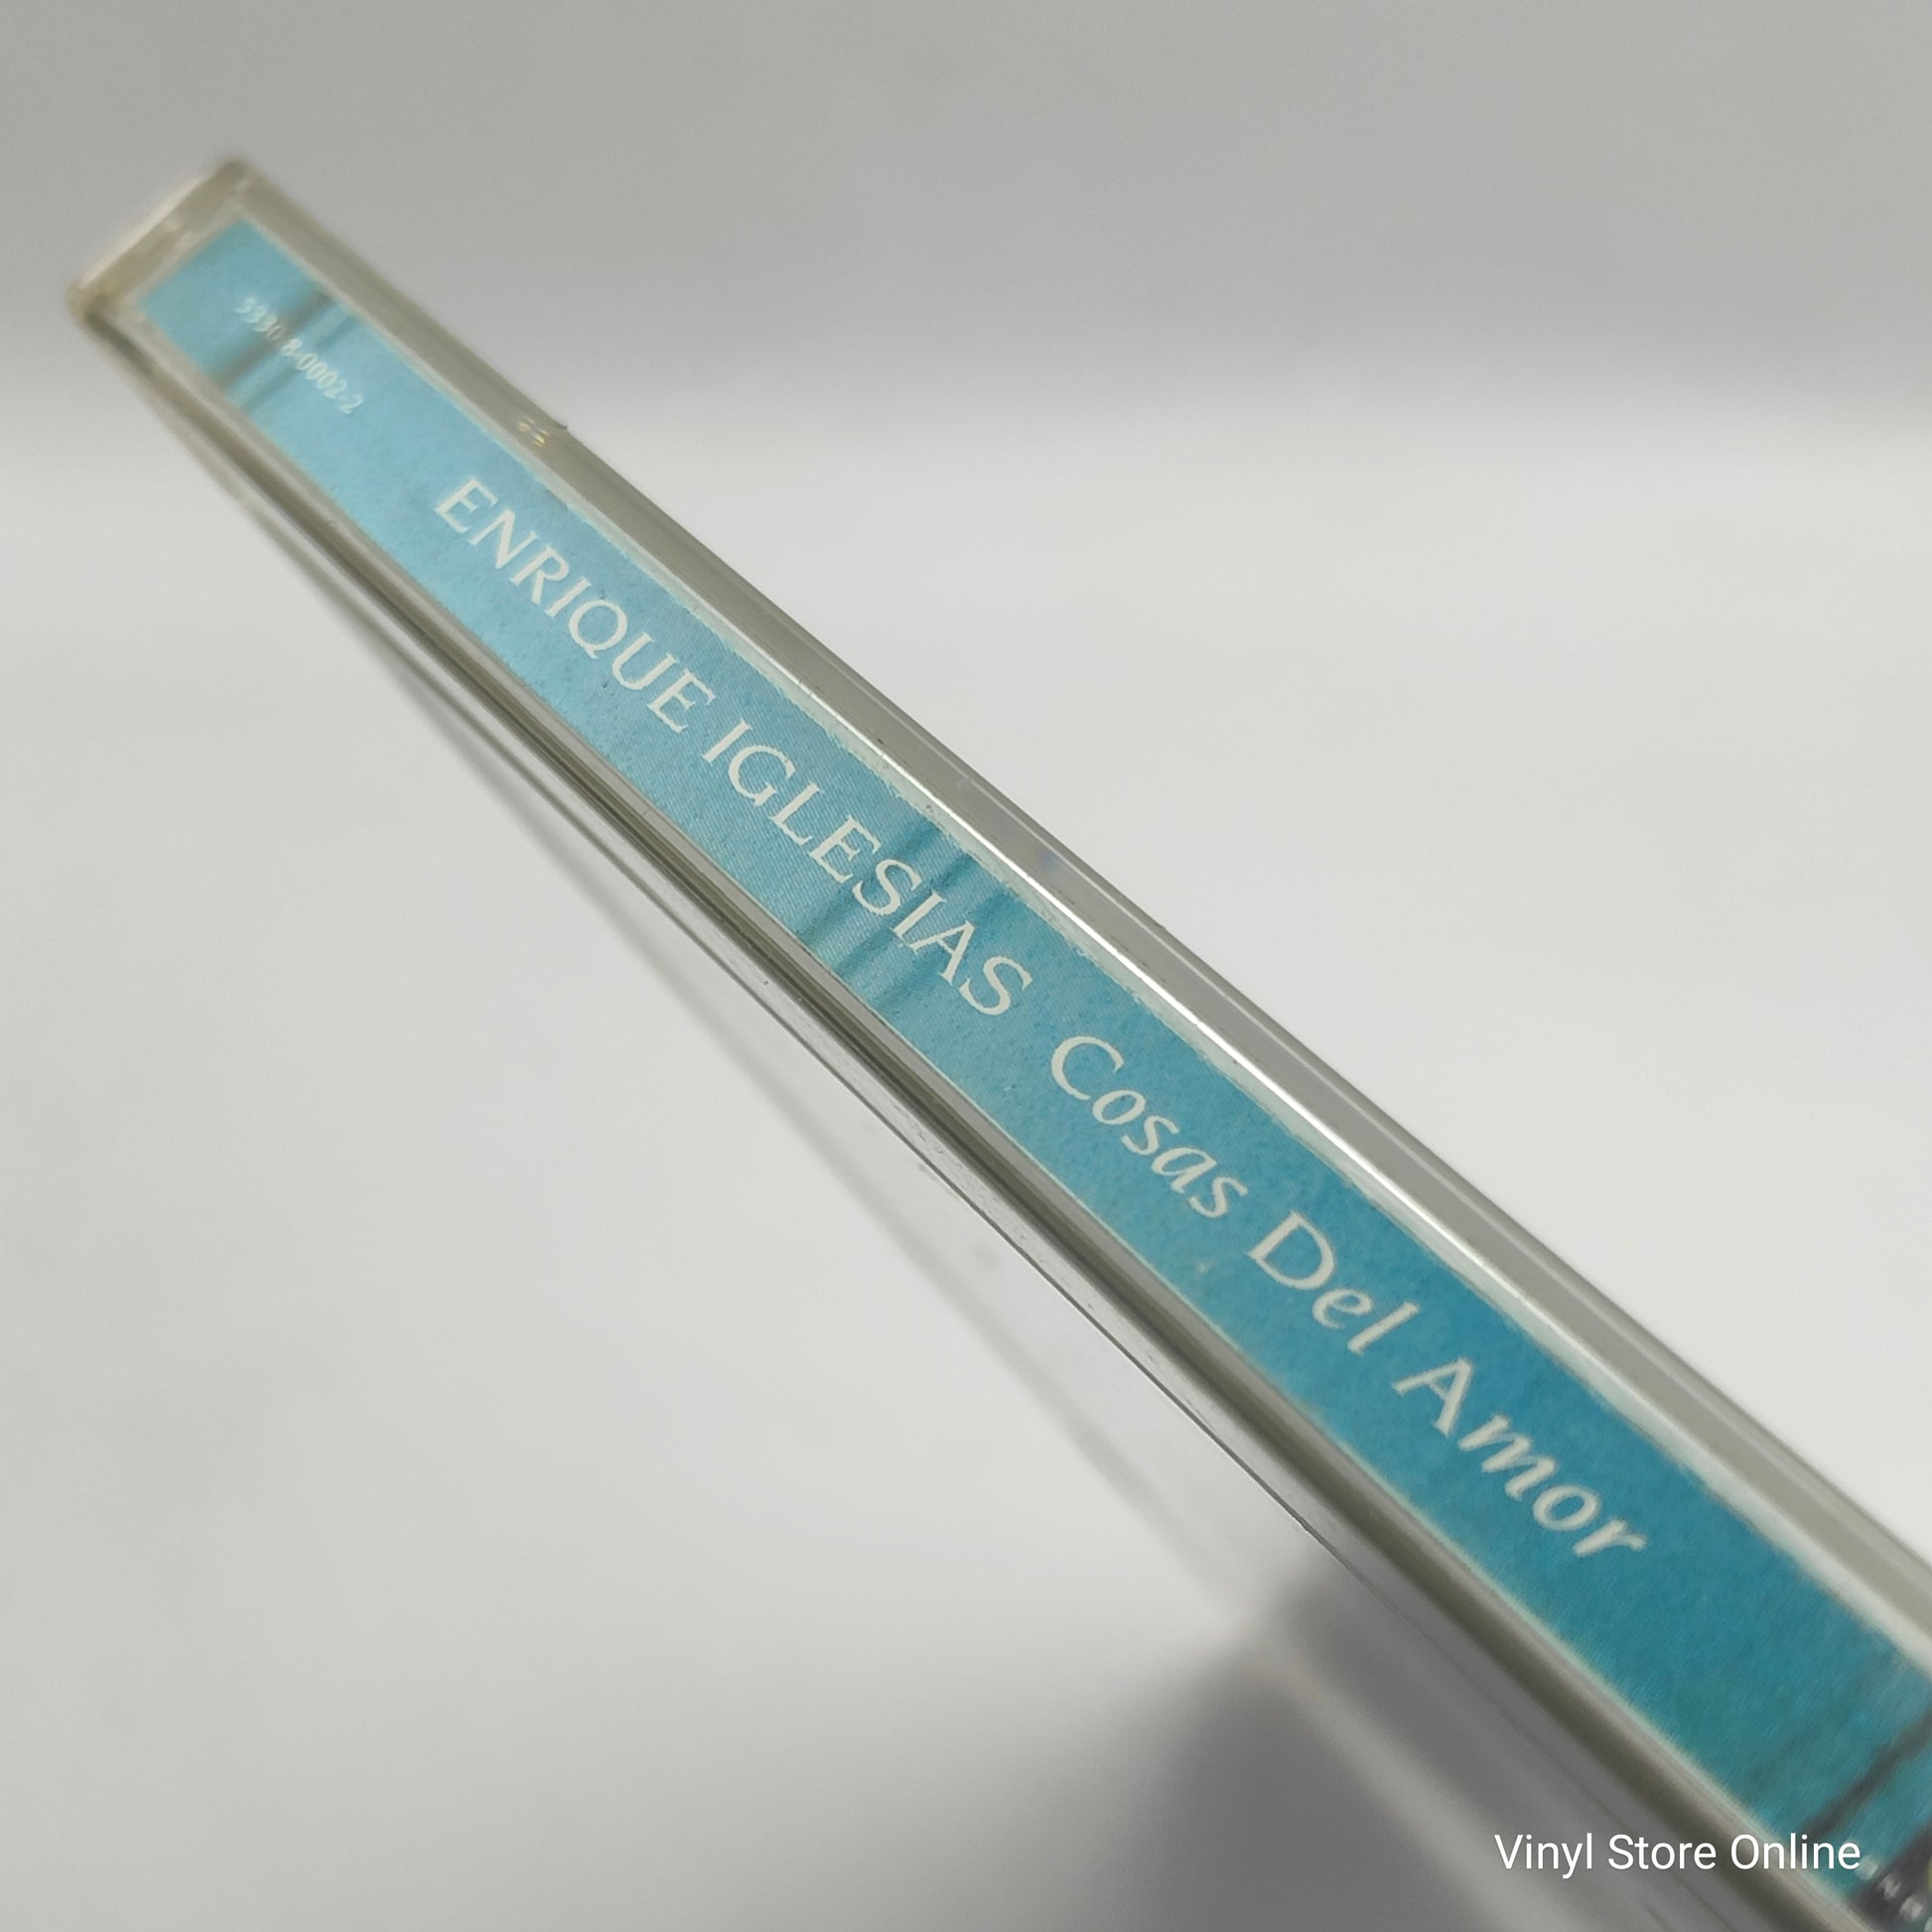 ENRIQUE IGLESIAS Cosas Del Amor
Vinyl Store Online